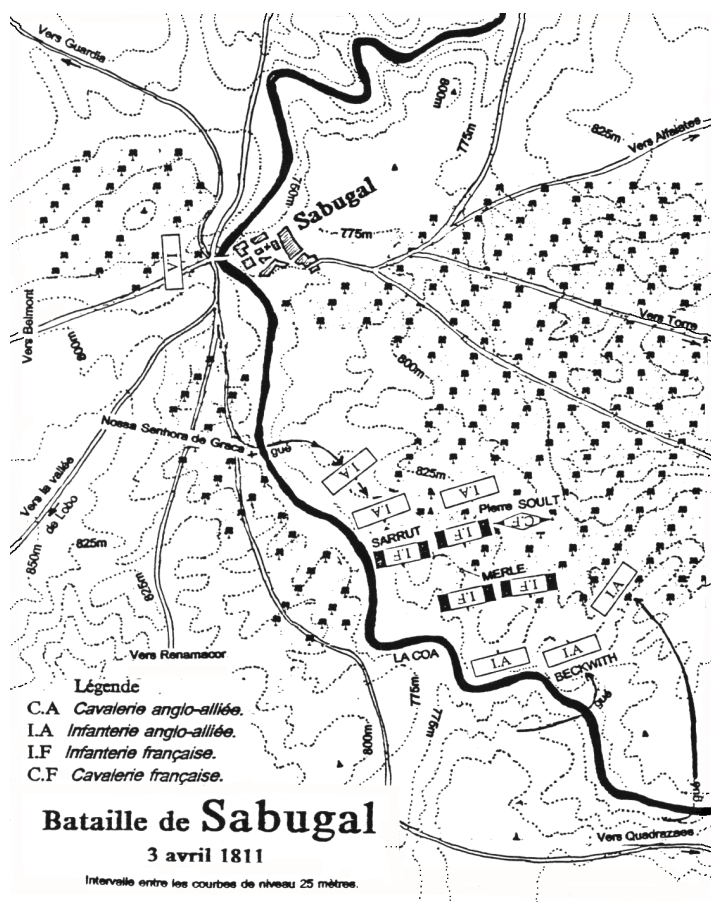 Vers Guardia
800m
775m
825m
Vers Alfaiates
750m
Sabugal
775m
I.A
Vers Belmont
800m
Vers Torre
800m
Nossa Senhora de Graca
gué
I.A
825m
I.A
I.A
Pierre SOULT
C.F
SARRUT
I.F
I.F
Vers la vallée
de Lobo
850m
825m
825m
MERLE
I.F
I.F
I.A
Vers Renamacor
LA COA
I.A
I.A
BECKWITH
gué
775m
775m
800m
gué
Légende
C.A Cavalerie anglo-alliée.
I.A Infanterie anglo-alliée.
I.F Infanterie française.
C.F Cavalerie française.
Bataille de Sabugal
3 avril 1811
Intervalle entre les courbes de niveau 25 mètres.
Vers Quadrazaes